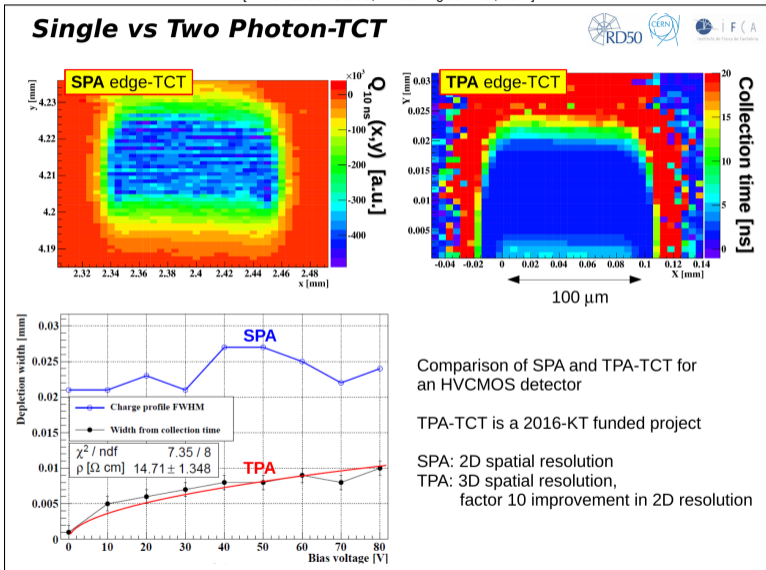 Single vs Two Photon-TCT
RD50
CERN
i F C A
SPA edge-TCT
y [mm]
4.23
4.22
4.21
4.2
4.19
2.32 2.34 2.36 2.38 2.4 2.42 2.44 2.46 2.48
x [mm]
×10³
0
-100
-200
-300
-400
Q10 ns (x,y) [a.u.]
TPA edge-TCT
Y [mm]
0.03
0.025
0.02
0.015
0.01
0.005
-0.04 -0.02 0 0.02 0.04 0.06 0.08 0.1 0.12 0.14
X [mm]
20
15
10
5
0
Collection time [ns]
100 µm
Depletion width [mm]
0.03
0.025
0.02
0.015
0.01
0.005
0
SPA
Charge profile FWHM
Width from collection time
χ² / ndf 7.35 / 8
ρ [Ω cm] 14.71 ± 1.348
TPA
0 10 20 30 40 50 60 70 80
Bias voltage [V]
Comparison of SPA and TPA-TCT for
an HVCMOS detector
TPA-TCT is a 2016-KT funded project
SPA: 2D spatial resolution
TPA: 3D spatial resolution,
factor 10 improvement in 2D resolution